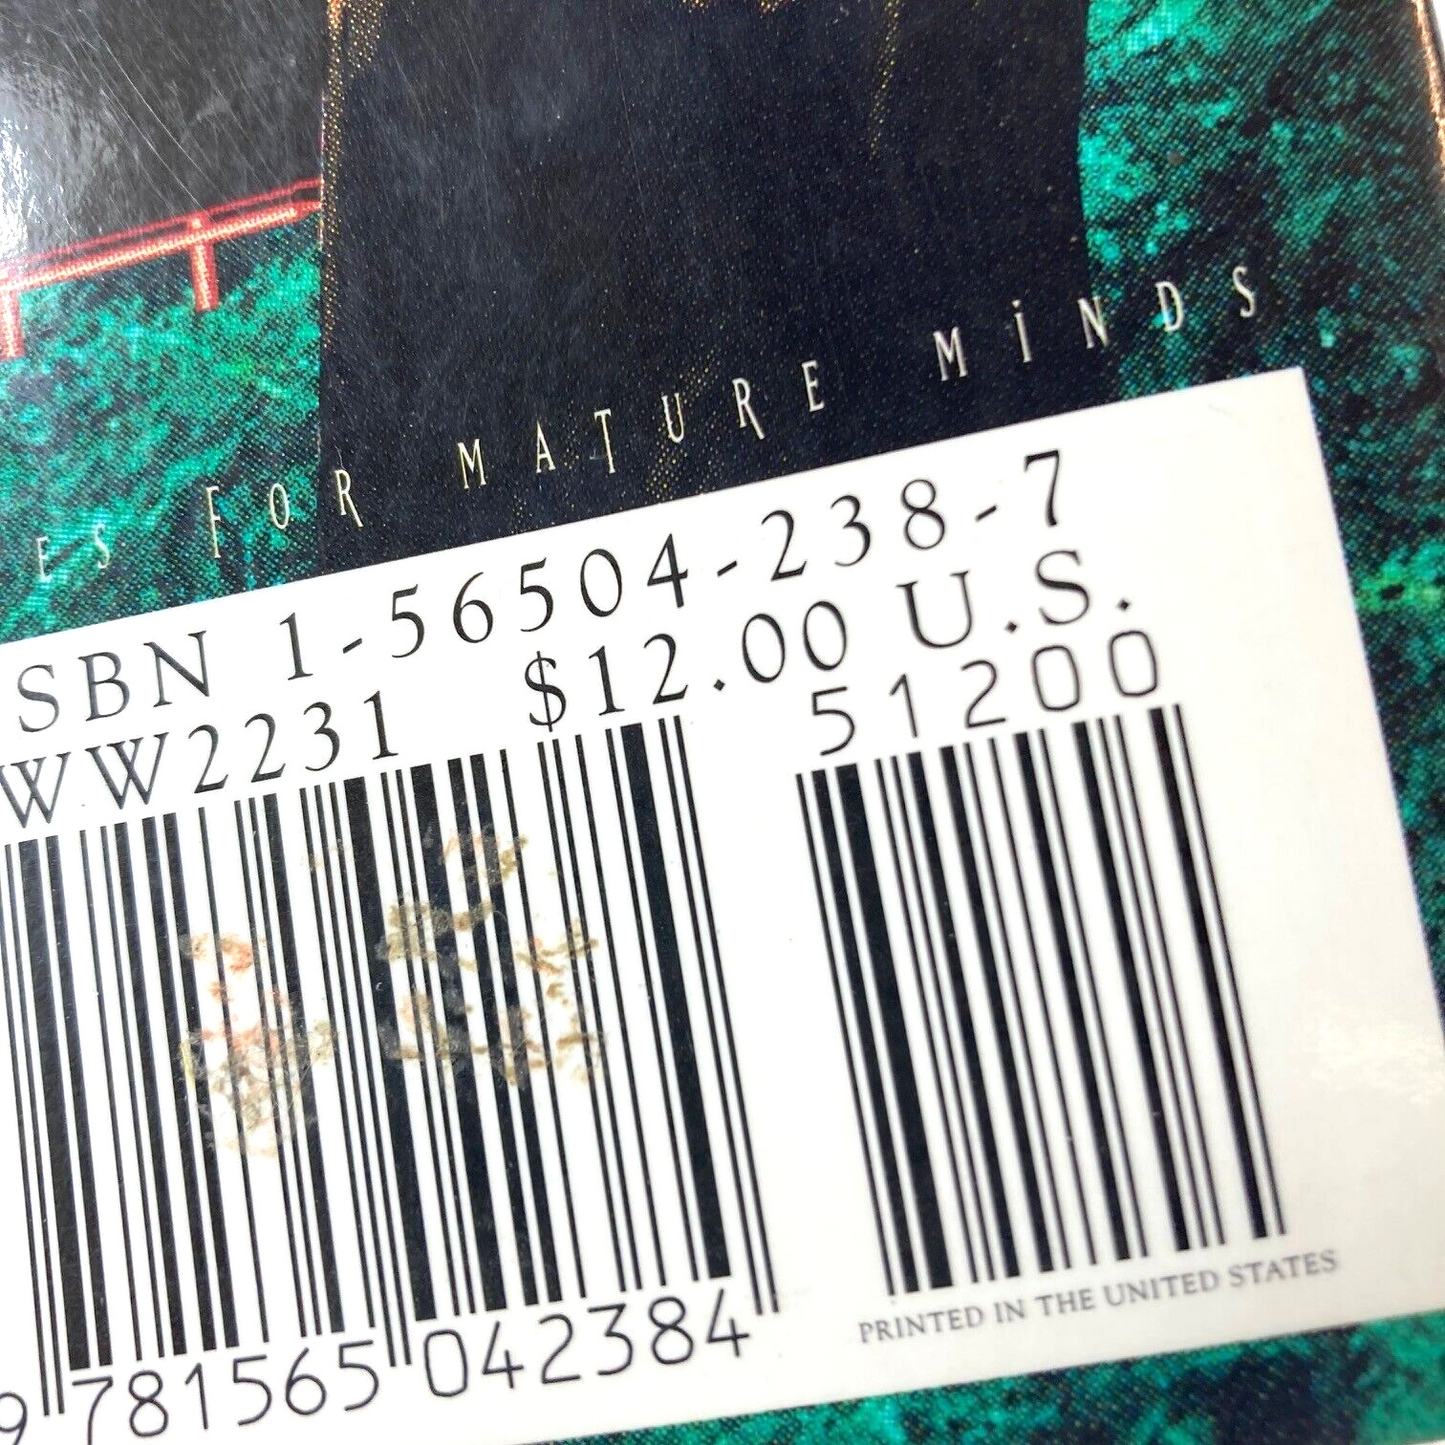 ES FOR MATURE MINDS
SBN 1-56504-238-7
WW2231 $12.00 U.S.
51200
9 781565 042384
PRINTED IN THE UNITED STATES